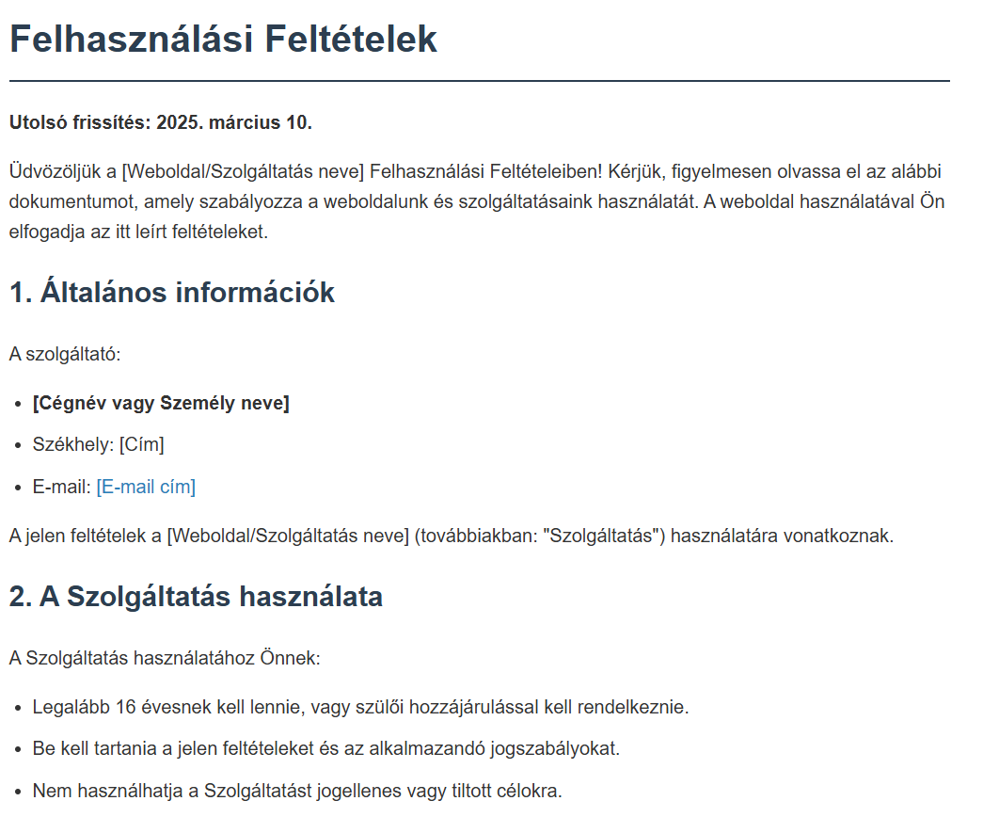 Felhasználási Feltételek
Utolsó frissítés: 2025. március 10.
Üdvözöljük a [Weboldal/Szolgáltatás neve] Felhasználási Feltételeiben! Kérjük, figyelmesen olvassa el az alábbi
dokumentumot, amely szabályozza a weboldalunk és szolgáltatásaink használatát. A weboldal használatával Ön
elfogadja az itt leírt feltételeket.
1. Általános információk
A szolgáltató:
• [Cégnév vagy Személy neve]
• Székhely: [Cím]
• E-mail: [E-mail cím]
A jelen feltételek a [Weboldal/Szolgáltatás neve] (továbbiakban: "Szolgáltatás") használatára vonatkoznak.
2. A Szolgáltatás használata
A Szolgáltatás használatához Önnek:
• Legalább 16 évesnek kell lennie, vagy szülői hozzájárulással kell rendelkeznie.
• Be kell tartania a jelen feltételeket és az alkalmazandó jogszabályokat.
• Nem használhatja a Szolgáltatást jogellenes vagy tiltott célokra.